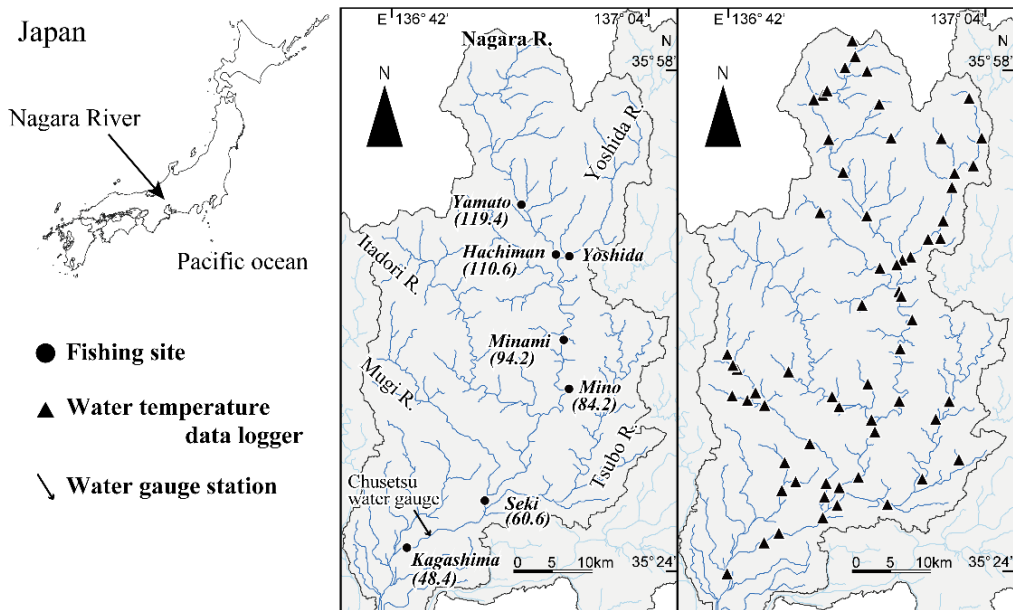 Japan
Nagara River
Pacific ocean
Fishing site
Water temperature
data logger
Water gauge station
E 136°42'
137°04'
N
35°58'
Nagara R.
N
Yoshida R.
Yamato
(119.4)
Hachiman
(110.6)
Yoshida
Itadori R.
Minami
(94.2)
Mugi R.
Mino
(84.2)
Tsubo R.
Chusetsu
water gauge
Seki
(60.6)
Kagashima
(48.4)
35°24'
0 5 10km
E 136°42'
137°04'
N
35°58'
N
35°24'
0 5 10km